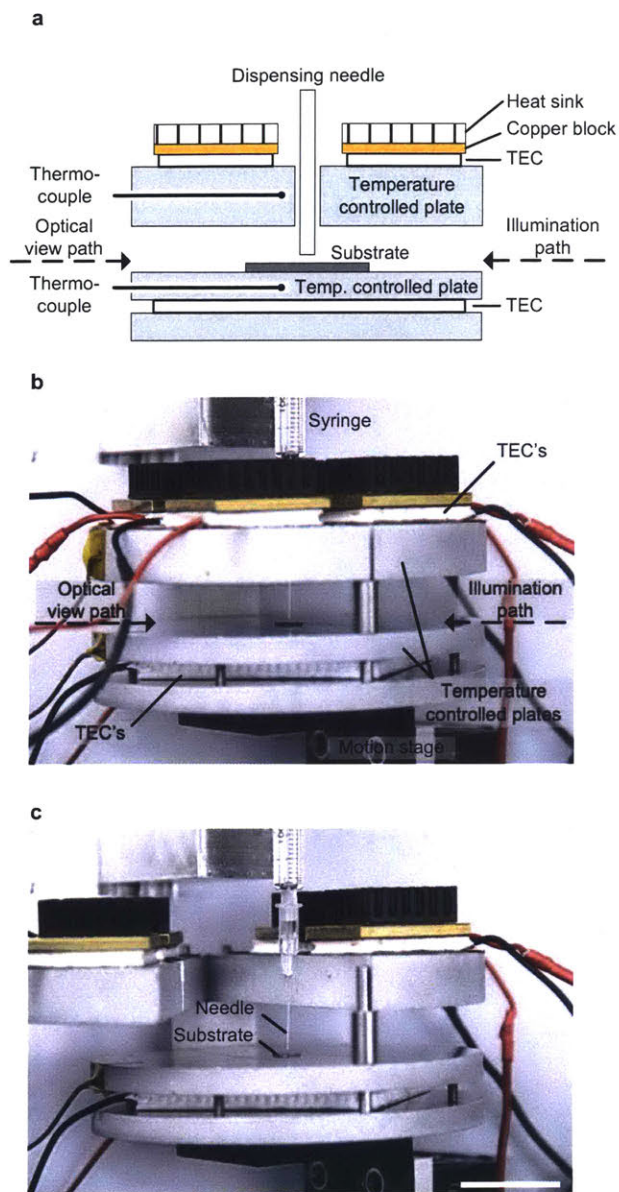 a
Dispensing needle
Heat sink
Copper block
TEC
Thermo-
couple
Temperature
controlled plate
Optical
view path
Illumination
path
Substrate
Thermo-
couple
Temp. controlled plate
TEC
b
Syringe
TEC's
Optical
view path
Illumination
path
Temperature
controlled plates
TEC's
Motion stage
c
Needle
Substrate